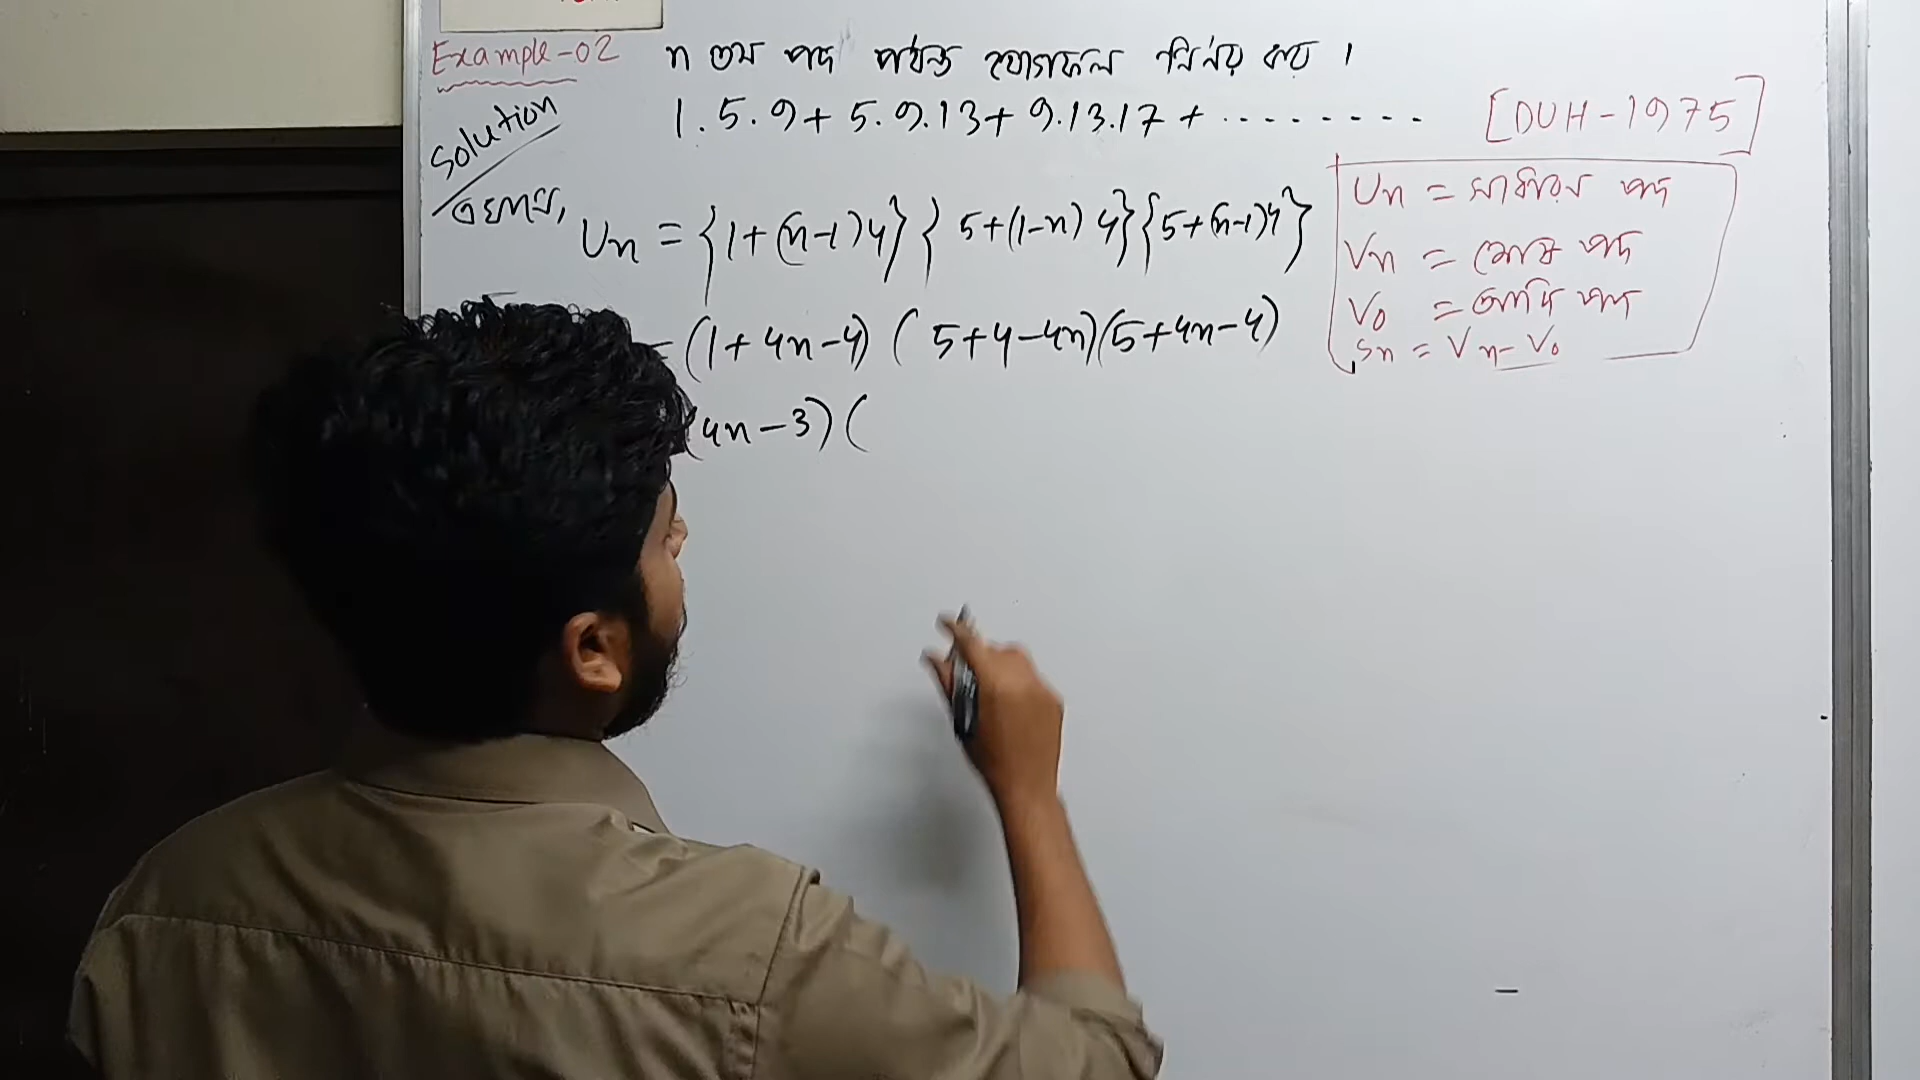 Example-02 n তম পদ পর্যন্ত যোগফল নির্ণয় কর ।
1.5.9+ 5.9.13+ 9.13.17 + ........ [DUH-1975]
Solution
এখানে,
Un = {1+(n-1)4} { 5+(1-n) 4} {5+(n-1)4}
= (1+4n-4) ( 5+4-4n)(5+4n-4)
(4n-3) (
Un = সাধারন পদ
Vn = শেষ পদ
V0 = আদি পদ
Sn = Vn- V0